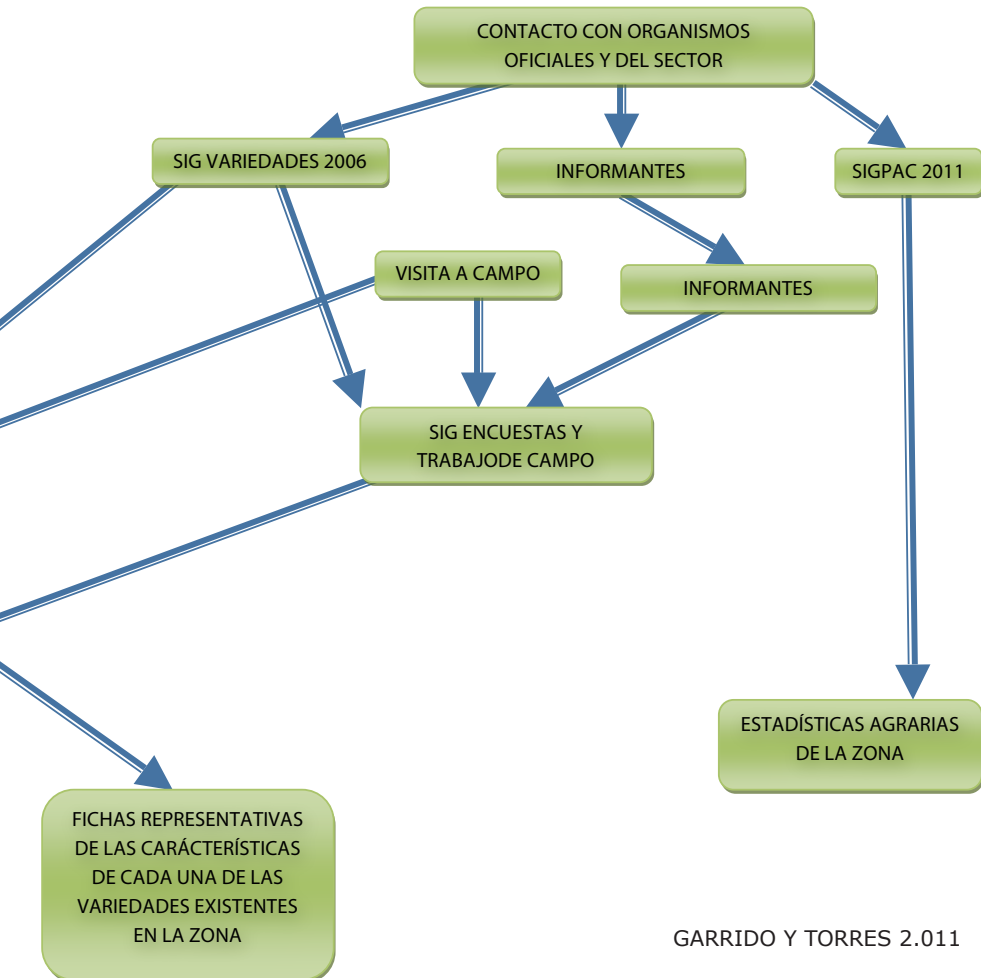 CONTACTO CON ORGANISMOS
OFICIALES Y DEL SECTOR
SIG VARIEDADES 2006
INFORMANTES
SIGPAC 2011
VISITA A CAMPO
INFORMANTES
SIG ENCUESTAS Y
TRABAJODE CAMPO
ESTADÍSTICAS AGRARIAS
DE LA ZONA
FICHAS REPRESENTATIVAS
DE LAS CARÁCTERÍSTICAS
DE CADA UNA DE LAS
VARIEDADES EXISTENTES
EN LA ZONA
GARRIDO Y TORRES 2.011